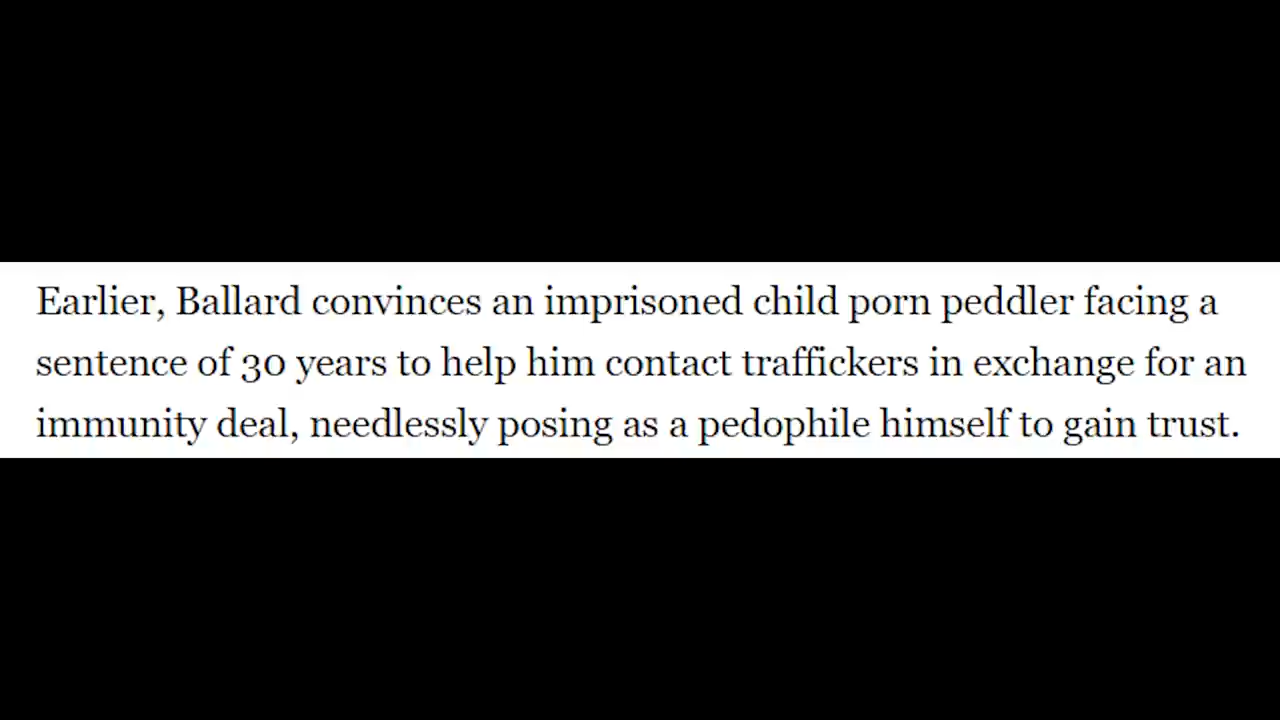 Earlier, Ballard convinces an imprisoned child porn peddler facing a
sentence of 30 years to help him contact traffickers in exchange for an
immunity deal, needlessly posing as a pedophile himself to gain trust.